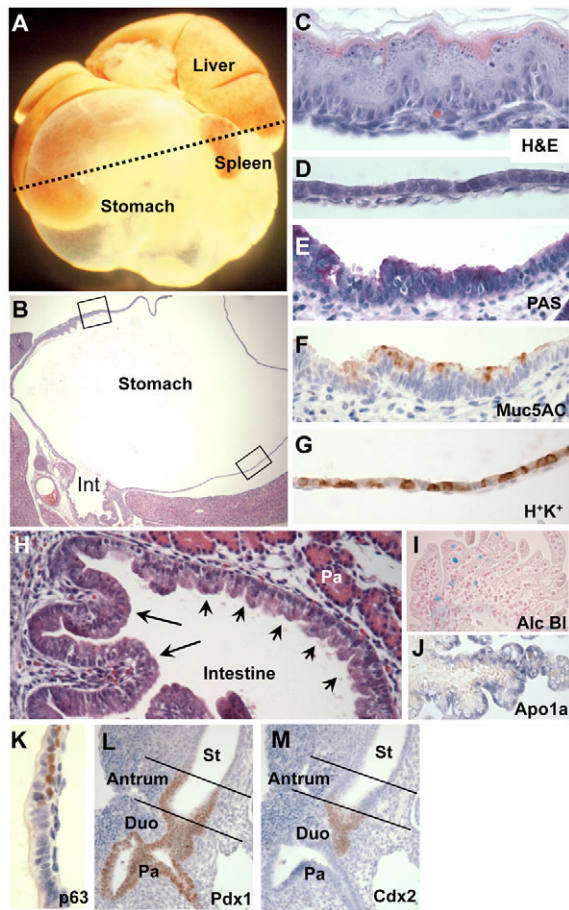 A
Liver
Spleen
Stomach
B
Stomach
Int
C
H&E
D
E
PAS
F
Muc5AC
G
H+K+
H
Pa
Intestine
I
Alc Bl
J
Apo1a
K
p63
L
St
Antrum
Duo
Pa
Pdx1
M
St
Antrum
Duo
Pa
Cdx2